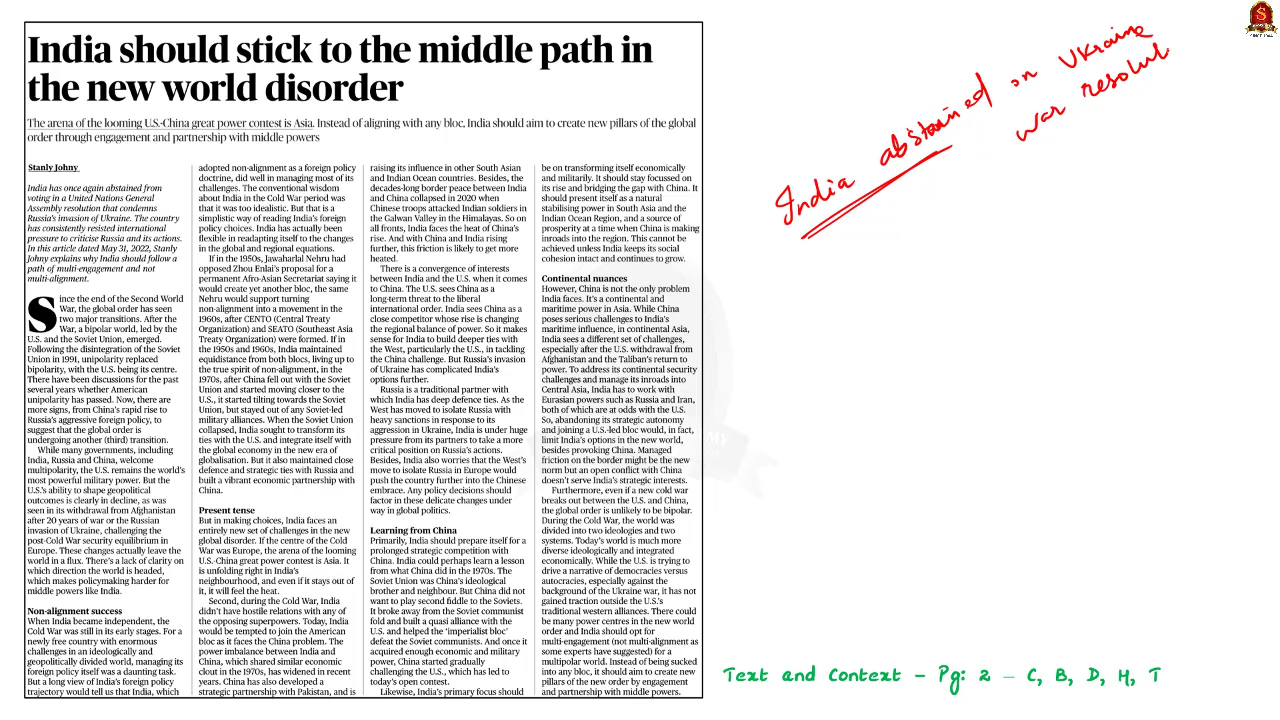 India should stick to the middle path in
the new world disorder
The arena of the looming U.S.-China great power contest is Asia. Instead of aligning with any bloc, India should aim to create new pillars of the global
order through engagement and partnership with middle powers
Stanly Johny
India has once again abstained from
voting in a United Nations General
Assembly resolution that condemns
Russia's invasion of Ukraine. The country
has consistently resisted international
pressure to criticise Russia and its actions.
In this article dated May 31, 2022, Stanly
Johny explains why India should follow a
path of multi-engagement and not
multi-alignment.
Since the end of the Second World
War, the global order has seen
two major transitions. After the
War, a bipolar world, led by the
U.S. and the Soviet Union, emerged.
Following the disintegration of the Soviet
Union in 1991, unipolarity replaced
bipolarity, with the U.S. being its centre.
There have been discussions for the past
several years whether American
unipolarity has passed. Now, there are
more signs, from China's rapid rise to
Russia's aggressive foreign policy, to
suggest that the global order is
undergoing another (third) transition.
While many governments, including
India, Russia and China, welcome
multipolarity, the U.S. remains the world's
most powerful military power. But the
U.S.'s ability to shape geopolitical
outcomes is clearly in decline, as was
seen in its withdrawal from Afghanistan
after 20 years of war or the Russian
invasion of Ukraine, challenging the
post-Cold War security equilibrium in
Europe. These changes actually leave the
world in a flux. There's a lack of clarity on
which direction the world is headed,
which makes policymaking harder for
middle powers like India.
Non-alignment success
When India became independent, the
Cold War was still in its early stages. For a
newly free country with enormous
challenges in an ideologically and
geopolitically divided world, managing its
foreign policy itself was a daunting task.
But a long view of India's foreign policy
trajectory would tell us that India, which
adopted non-alignment as a foreign policy
doctrine, did well in managing most of its
challenges. The conventional wisdom
about India in the Cold War period was
that it was too idealistic. But that is a
simplistic way of reading India's foreign
policy choices. India has actually been
flexible in readapting itself to the changes
in the global and regional equations.
If in the 1950s, Jawaharlal Nehru had
opposed Zhou Enlai's proposal for a
permanent Afro-Asian Secretariat saying it
would create yet another bloc, the same
Nehru would support turning
non-alignment into a movement in the
1960s, after CENTO (Central Treaty
Organization) and SEATO (Southeast Asia
Treaty Organization) were formed. If in
the 1950s and 1960s, India maintained
equidistance from both blocs, living up to
the true spirit of non-alignment, in the
1970s, after China fell out with the Soviet
Union and started moving closer to the
U.S., it started tilting towards the Soviet
Union, but stayed out of any Soviet-led
military alliances. When the Soviet Union
collapsed, India sought to transform its
ties with the U.S. and integrate itself with
the global economy in the new era of
globalisation. But it also maintained close
defence and strategic ties with Russia and
built a vibrant economic partnership with
China.
Present tense
But in making choices, India faces an
entirely new set of challenges in the new
global disorder. If the centre of the Cold
War was Europe, the arena of the looming
U.S.-China great power contest is Asia. It
is unfolding right in India's
neighbourhood, and even if it stays out of
it, it will feel the heat.
Second, during the Cold War, India
didn't have hostile relations with any of
the opposing superpowers. Today, India
would be tempted to join the American
bloc as it faces the China problem. The
power imbalance between India and
China, which shared similar economic
clout in the 1970s, has widened in recent
years. China has also developed a
strategic partnership with Pakistan, and is
raising its influence in other South Asian
and Indian Ocean countries. Besides, the
decades-long border peace between India
and China collapsed in 2020 when
Chinese troops attacked Indian soldiers in
the Galwan Valley in the Himalayas. So on
all fronts, India faces the heat of China's
rise. And with China and India rising
further, this friction is likely to get more
heated.
There is a convergence of interests
between India and the U.S. when it comes
to China. The U.S. sees China as a
long-term threat to the liberal
international order. India sees China as a
close competitor whose rise is changing
the regional balance of power. So it makes
sense for India to build deeper ties with
the West, particularly the U.S., in tackling
the China challenge. But Russia's invasion
of Ukraine has complicated India's
options further.
Russia is a traditional partner with
which India has deep defence ties. As the
West has moved to isolate Russia with
heavy sanctions in response to its
aggression in Ukraine, India is under huge
pressure from its partners to take a more
critical position on Russia's actions.
Besides, India also worries that the West's
move to isolate Russia in Europe would
push the country further into the Chinese
embrace. Any policy decisions should
factor in these delicate changes under
way in global politics.
Learning from China
Primarily, India should prepare itself for a
prolonged strategic competition with
China. India could perhaps learn a lesson
from what China did in the 1970s. The
Soviet Union was China's ideological
brother and neighbour. But China did not
want to play second fiddle to the Soviets.
It broke away from the Soviet communist
fold and built a quasi alliance with the
U.S. and helped the 'imperialist bloc'
defeat the Soviet communists. And once it
acquired enough economic and military
power, China started gradually
challenging the U.S., which has led to
today's open contest.
Likewise, India's primary focus should
be on transforming itself economically
and militarily. It should stay focussed on
its rise and bridging the gap with China. It
should present itself as a natural
stabilising power in South Asia and the
Indian Ocean Region, and a source of
prosperity at a time when China is making
inroads into the region. This cannot be
achieved unless India keeps its social
cohesion intact and continues to grow.
Continental nuances
However, China is not the only problem
India faces. It's a continental and
maritime power in Asia. While China
poses serious challenges to India's
maritime influence, in continental Asia,
India sees a different set of challenges,
especially after the U.S. withdrawal from
Afghanistan and the Taliban's return to
power. To address its continental security
challenges and manage its inroads into
Central Asia, India has to work with
Eurasian powers such as Russia and Iran,
both of which are at odds with the U.S.
So, abandoning its strategic autonomy
and joining a U.S.-led bloc would, in fact,
limit India's options in the new world,
besides provoking China. Managed
friction on the border might be the new
norm but an open conflict with China
doesn't serve India's strategic interests.
Furthermore, even if a new cold war
breaks out between the U.S. and China,
the global order is unlikely to be bipolar.
During the Cold War, the world was
divided into two ideologies and two
systems. Today's world is much more
diverse ideologically and integrated
economically. While the U.S. is trying to
drive a narrative of democracies versus
autocracies, especially against the
background of the Ukraine war, it has not
gained traction outside the U.S.'s
traditional western alliances. There could
be many power centres in the new world
order and India should opt for
multi-engagement (not multi-alignment as
some experts have suggested) for a
multipolar world. Instead of being sucked
into any bloc, it should aim to create new
pillars of the new order by engagement
and partnership with middle powers.
India abstained on Ukraine
war resolut
Text and Context - Pg: 2 - C, B, D, H, T